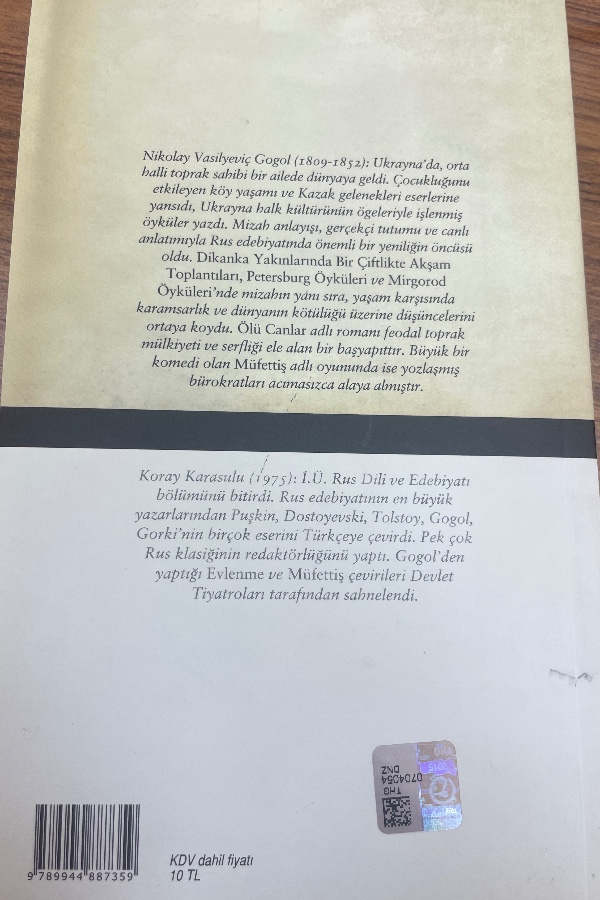 Nikolay Vasilyeviç Gogol (1809-1852): Ukrayna'da, orta
halli toprak sahibi bir ailede dünyaya geldi. Çocukluğunu
etkileyen köy yaşamı ve Kazak gelenekleri eserlerine
yansıdı, Ukrayna halk kültürünün ögeleriyle işlenmiş
öyküler yazdı. Mizah anlayışı, gerçekçi tutumu ve canlı
anlatımıyla Rus edebiyatında önemli bir yeniliğin öncüsü
oldu. Dikanka Yakınlarında Bir Çiftlikte Akşam
Toplantıları, Petersburg Öyküleri ve Mirgorod
Öyküleri'nde mizahın yanı sıra, yaşam karşısında
karamsarlık ve dünyanın kötülüğü üzerine düşüncelerini
ortaya koydu. Ölü Canlar adlı romanı feodal toprak
mülkiyeti ve serfliği ele alan bir başyapıttır. Büyük bir
komedi olan Müfettiş adlı oyununda ise yozlaşmış
bürokratları acımasızca alaya almıştır.
Koray Karasulu (1975): İ.Ü. Rus Dili ve Edebiyatı
bölümünü bitirdi. Rus edebiyatının en büyük
yazarlarından Puşkin, Dostoyevski, Tolstoy, Gogol,
Gorki'nin birçok eserini Türkçeye çevirdi. Pek çok
Rus klasiğinin redaktörlüğünü yaptı. Gogol'den
yaptığı Evlenme ve Müfettiş çevirileri Devlet
Tiyatroları tarafından sahnelendi.
THG
0704054
DNZ
2015
9 789944 887359
KDV dahil fiyatı
10 TL